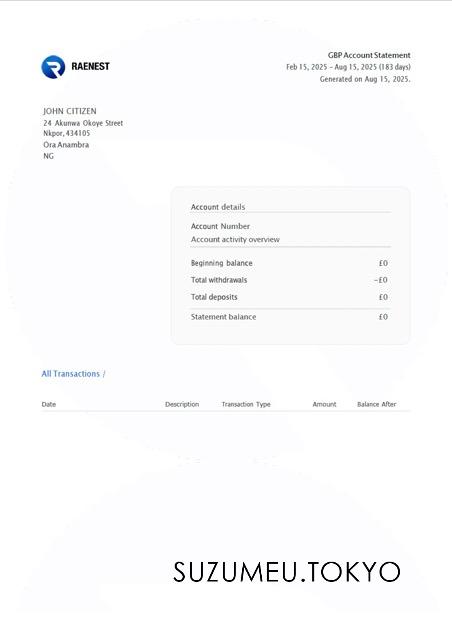 RAENEST
GBP Account Statement
Feb 15, 2025 – Aug 15, 2025 (183 days)
Generated on Aug 15, 2025.
JOHN CITIZEN
24 Akunwa Okoye Street
Nkpor, 434105
Ora Anambra
NG
Account details
Account Number
Account activity overview
Beginning balance £0
Total withdrawals –£0
Total deposits £0
Statement balance £0
All Transactions /
Date Description Transaction Type Amount Balance After
SUZUMEU.TOKYO